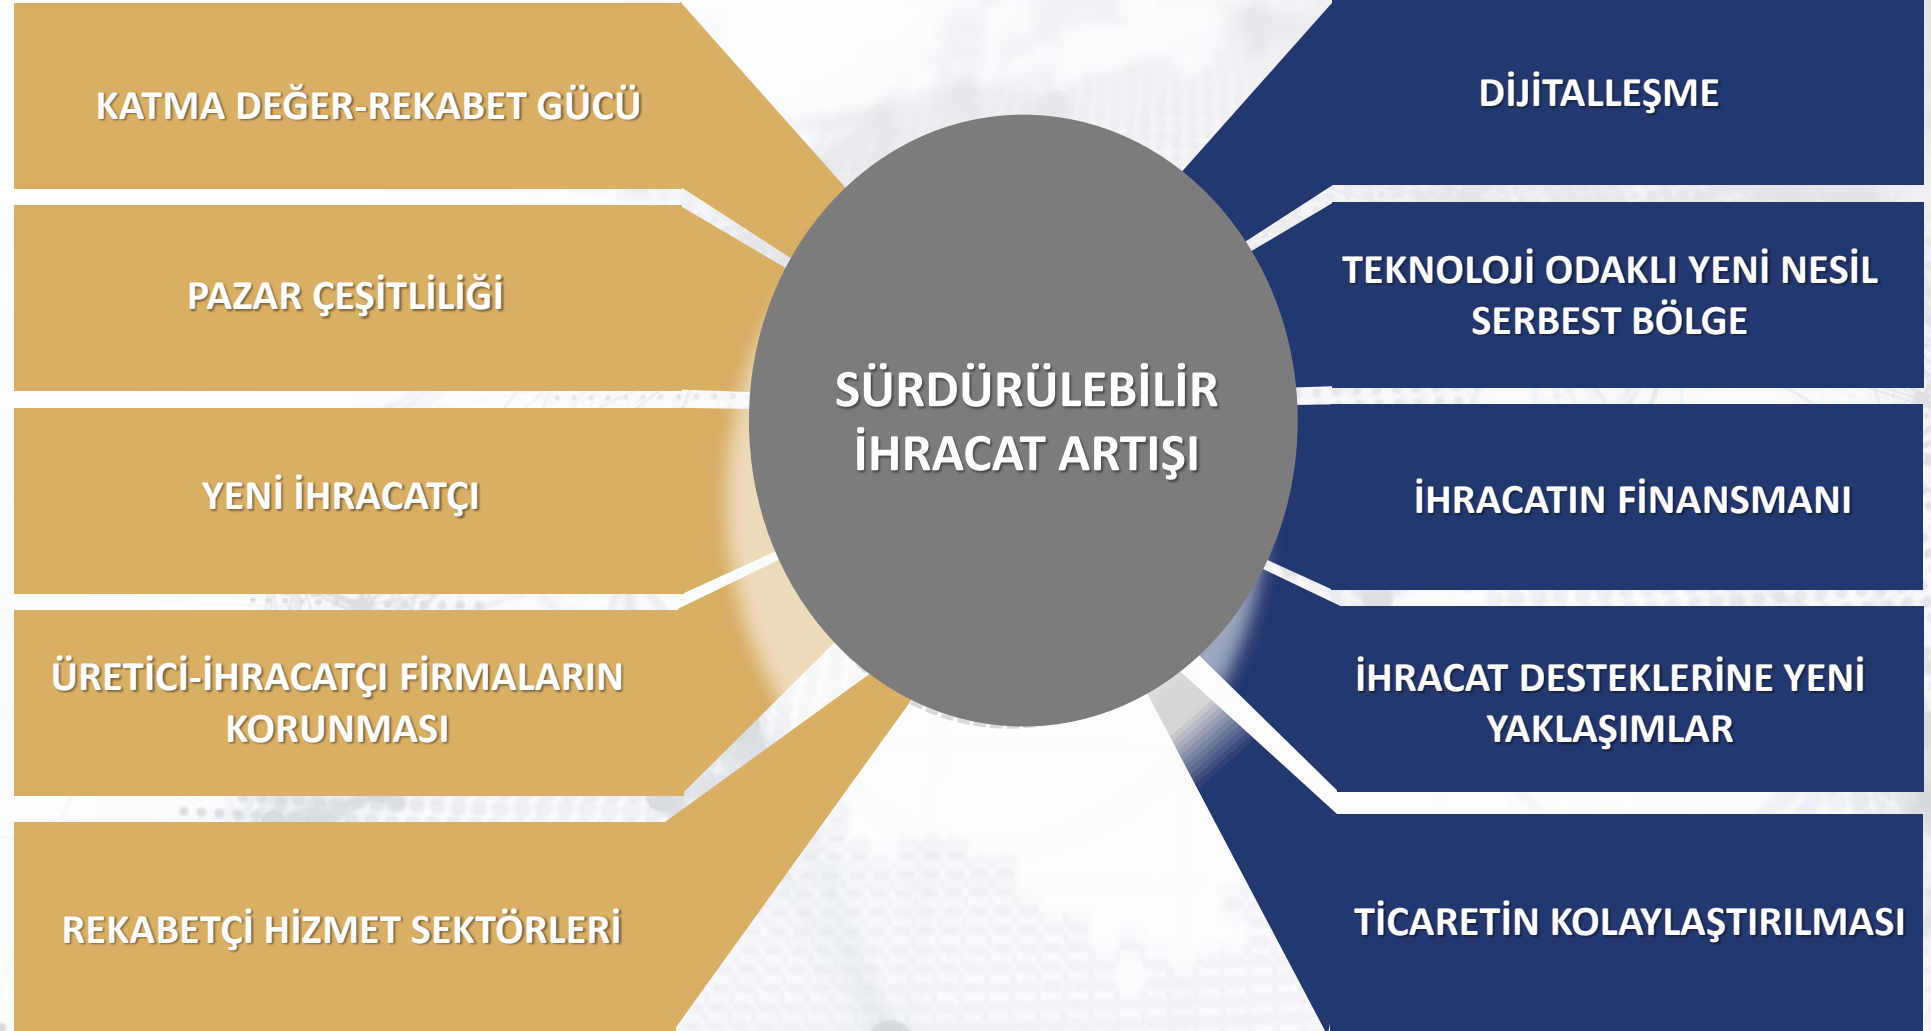 KATMA DEĞER-REKABET GÜCÜ
PAZAR ÇEŞİTLİLİĞİ
YENİ İHRACATÇI
ÜRETİCİ-İHRACATÇI FİRMALARIN
KORUNMASI
REKABETÇİ HİZMET SEKTÖRLERİ
SÜRDÜRÜLEBİLİR
İHRACAT ARTIŞI
DİJİTALLEŞME
TEKNOLOJİ ODAKLI YENİ NESİL
SERBEST BÖLGE
İHRACATIN FİNANSMANI
İHRACAT DESTEKLERİNE YENİ
YAKLAŞIMLAR
TİCARETİN KOLAYLAŞTIRILMASI